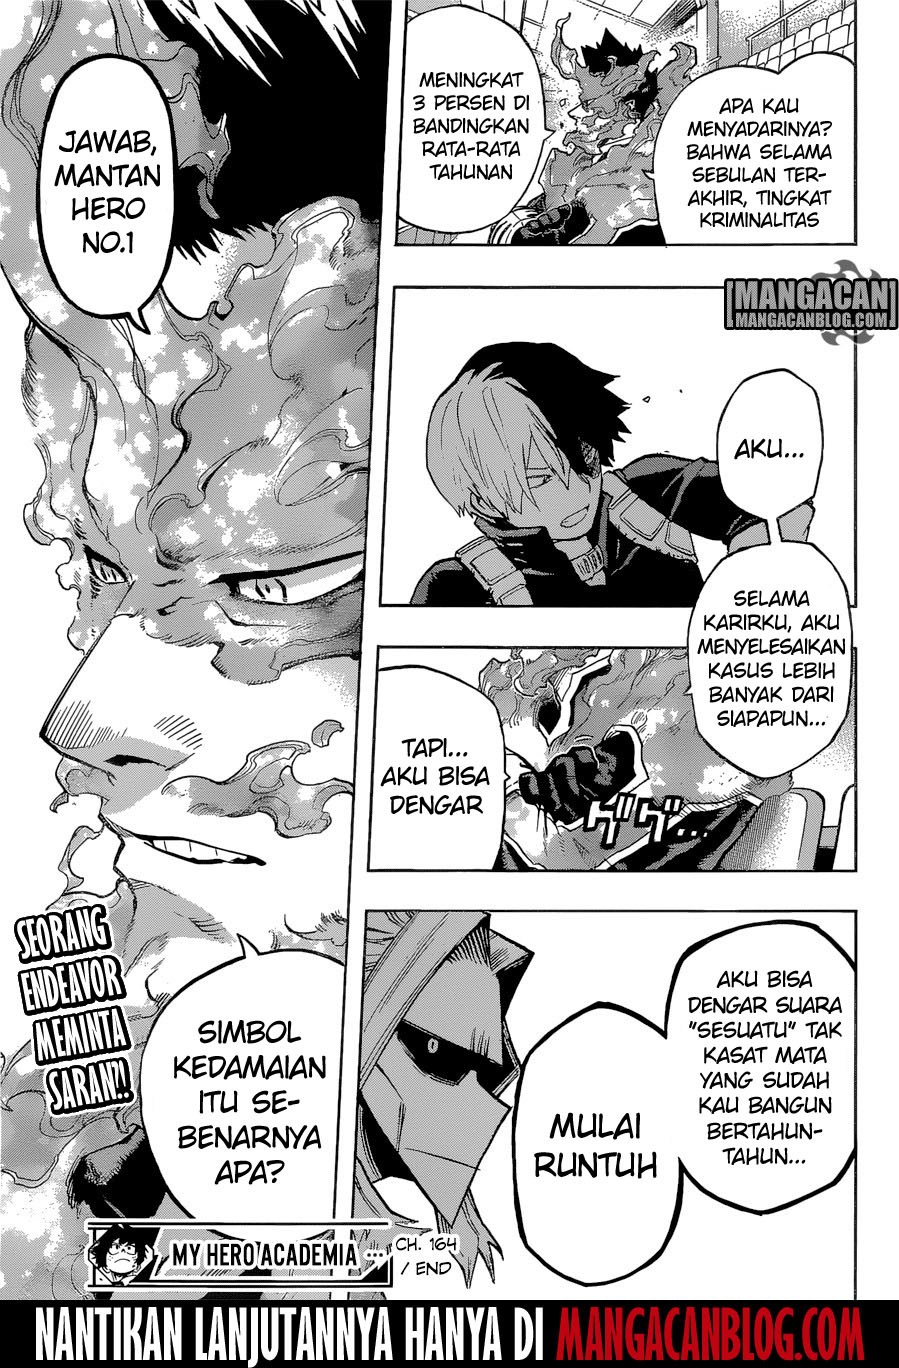 APA KAU
MENYADARINYA?
BAHWA SELAMA
SEBULAN TER-
AKHIR, TINGKAT
KRIMINALITAS
MENINGKAT
3 PERSEN DI
BANDINGKAN
RATA-RATA
TAHUNAN
MANGACAN
MANGACANBLOG.COM
AKU...
SELAMA
KARIRKU, AKU
MENYELESAIKAN
KASUS LEBIH
BANYAK DARI
SIAPAPUN...
TAPI...
AKU BISA
DENGAR
ググ...
AKU BISA
DENGAR SUARA
"SESUATU" TAK
KASAT MATA
YANG SUDAH
KAU BANGUN
BERTAHUN-
TAHUN...
MULAI
RUNTUH
JAWAB,
MANTAN
HERO
NO.1
SIMBOL
KEDAMAIAN
ITU SE-
BENARNYA
APA?
SEORANG
ENDEAVOR
MEMINTA
SARAN?!
MY HERO ACADEMIA ...
CH. 164
/ END
NANTIKAN LANJUTANNYA HANYA DI MANGACANBLOG.COM